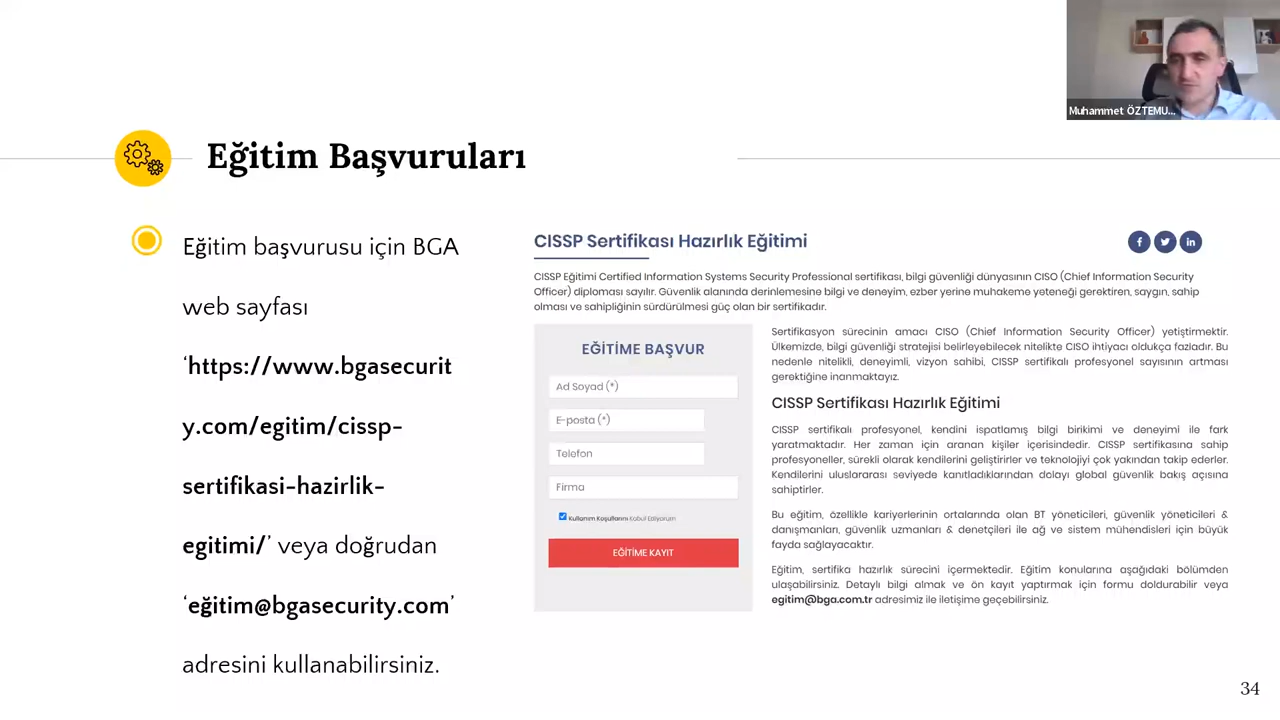 Muhammet ÖZTEMU...
Eğitim Başvuruları
Eğitim başvurusu için BGA
web sayfası
‘https://www.bgasecurit
y.com/egitim/cissp-
sertifikasi-hazirlik-
egitimi/’ veya doğrudan
‘eğitim@bgasecurity.com’
adresini kullanabilirsiniz.
CISSP Sertifikası Hazırlık Eğitimi
CISSP Eğitimi Certified Information Systems Security Professional sertifikası, bilgi güvenliği dünyasının CISO (Chief Information Security
Officer) diploması sayılır. Güvenlik alanında derinlemesine bilgi ve deneyim, ezber yerine muhakeme yeteneği gerektiren, saygın, sahip
olması ve sahipliğinin sürdürülmesi güç olan bir sertifikadır.
EĞİTİME BAŞVUR
Ad Soyad (*)
E-posta (*)
Telefon
Firma
Kullanım Koşullarını Kabul Ediyorum
EĞİTİME KAYIT
Sertifikasyon sürecinin amacı CISO (Chief Information Security Officer) yetiştirmektir.
Ülkemizde, bilgi güvenliği stratejisi belirleyebilecek nitelikte CISO ihtiyacı oldukça fazladır. Bu
nedenle nitelikli, deneyimli, vizyon sahibi, CISSP sertifikalı profesyonel sayısının artması
gerektiğine inanmaktayız.
CISSP Sertifikası Hazırlık Eğitimi
CISSP sertifikalı profesyonel, kendini ispatlamış bilgi birikimi ve deneyimi ile fark
yaratmaktadır. Her zaman için aranan kişiler içerisindedir. CISSP sertifikasına sahip
profesyoneller, sürekli olarak kendilerini geliştirirler ve teknolojiyi çok yakından takip ederler.
Kendilerini uluslararası seviyede kanıtladıklarından dolayı global güvenlik bakış açısına
sahiptirler.
Bu eğitim, özellikle kariyerlerinin ortalarında olan BT yöneticileri, güvenlik yöneticileri &
danışmanları, güvenlik uzmanları & denetçileri ile ağ ve sistem mühendisleri için büyük
fayda sağlayacaktır.
Eğitim, sertifika hazırlık sürecini içermektedir. Eğitim konularına aşağıdaki bölümden
ulaşabilirsiniz. Detaylı bilgi almak ve ön kayıt yaptırmak için formu doldurabilir veya
egitim@bga.com.tr adresimiz ile iletişime geçebilirsiniz.
34